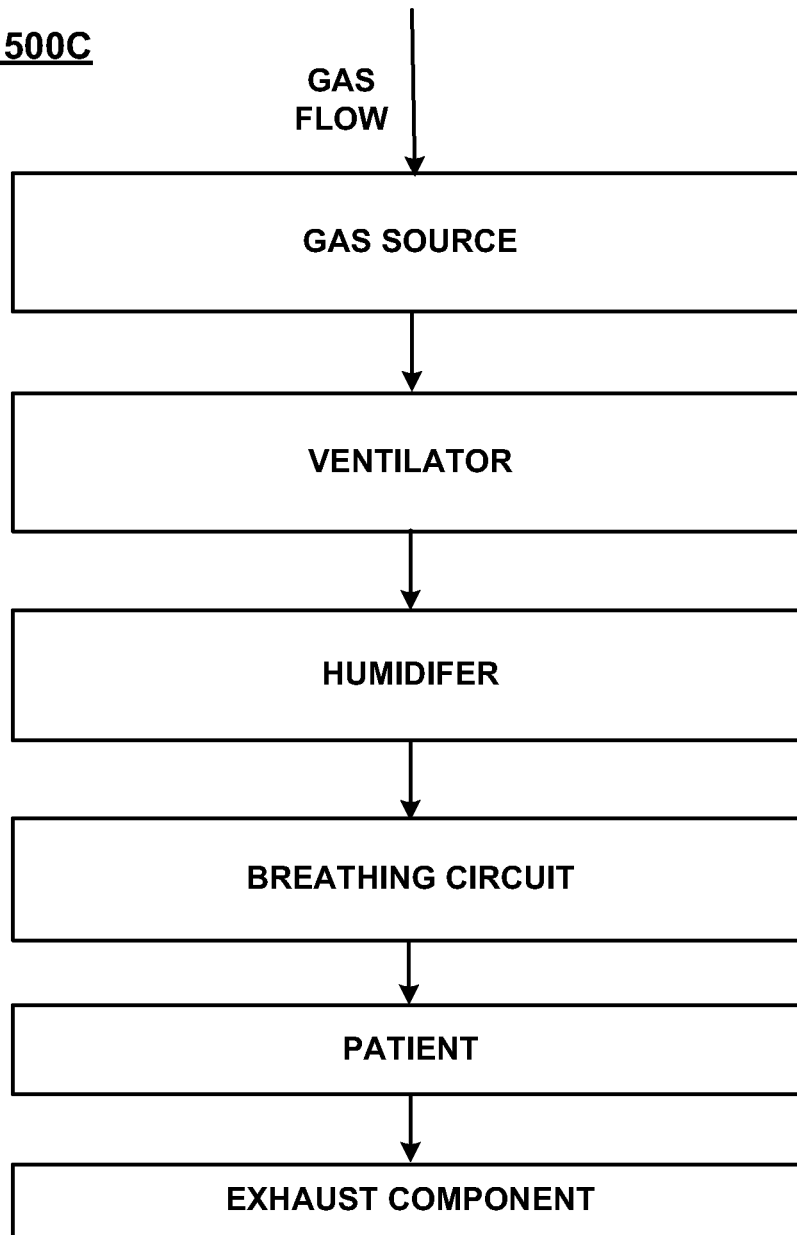 500C
GAS
FLOW
GAS SOURCE
VENTILATOR
HUMIDIFER
BREATHING CIRCUIT
PATIENT
EXHAUST COMPONENT